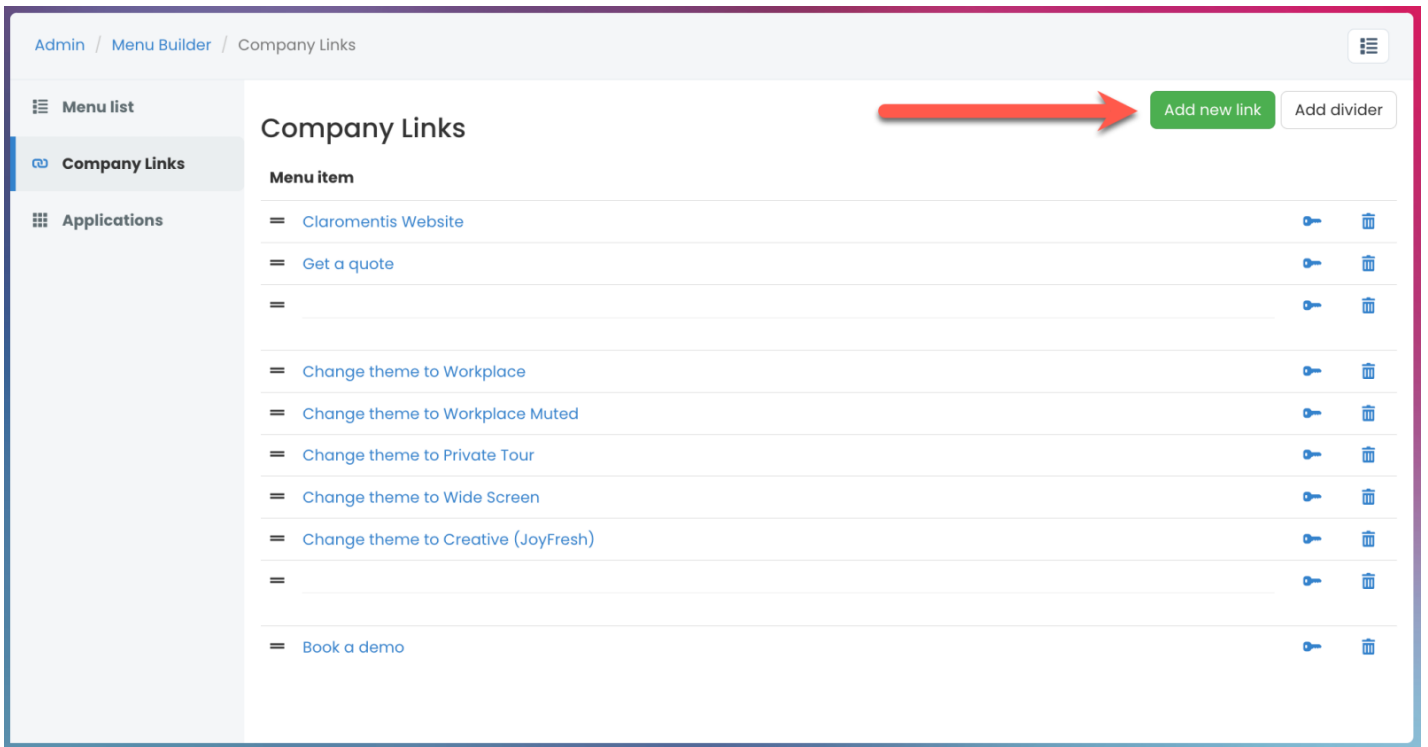 Admin / Menu Builder / Company Links
Menu list
Company Links
Applications
Company Links
Add new link
Add divider
Menu item
Claromentis Website
Get a quote
Change theme to Workplace
Change theme to Workplace Muted
Change theme to Private Tour
Change theme to Wide Screen
Change theme to Creative (JoyFresh)
Book a demo